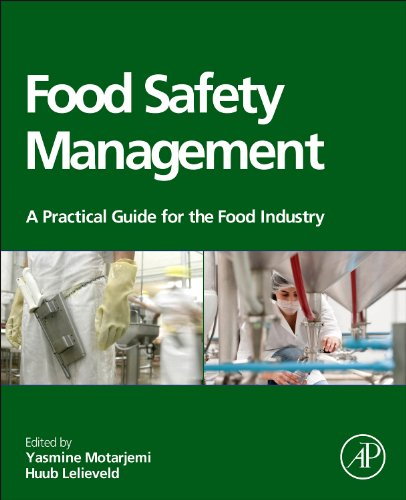 Food Safety
Management
A Practical Guide for the Food Industry
Edited by
Yasmine Motarjemi
Huub Lelieveld
AP